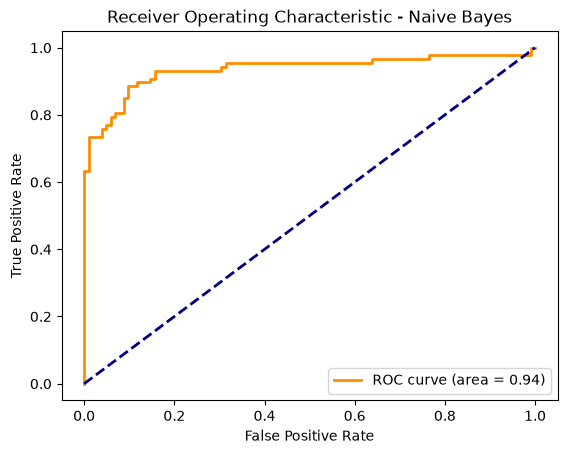 Receiver Operating Characteristic - Naive Bayes
True Positive Rate
1.0
0.8
0.6
0.4
0.2
0.0
0.0 0.2 0.4 0.6 0.8 1.0
False Positive Rate
ROC curve (area = 0.94)